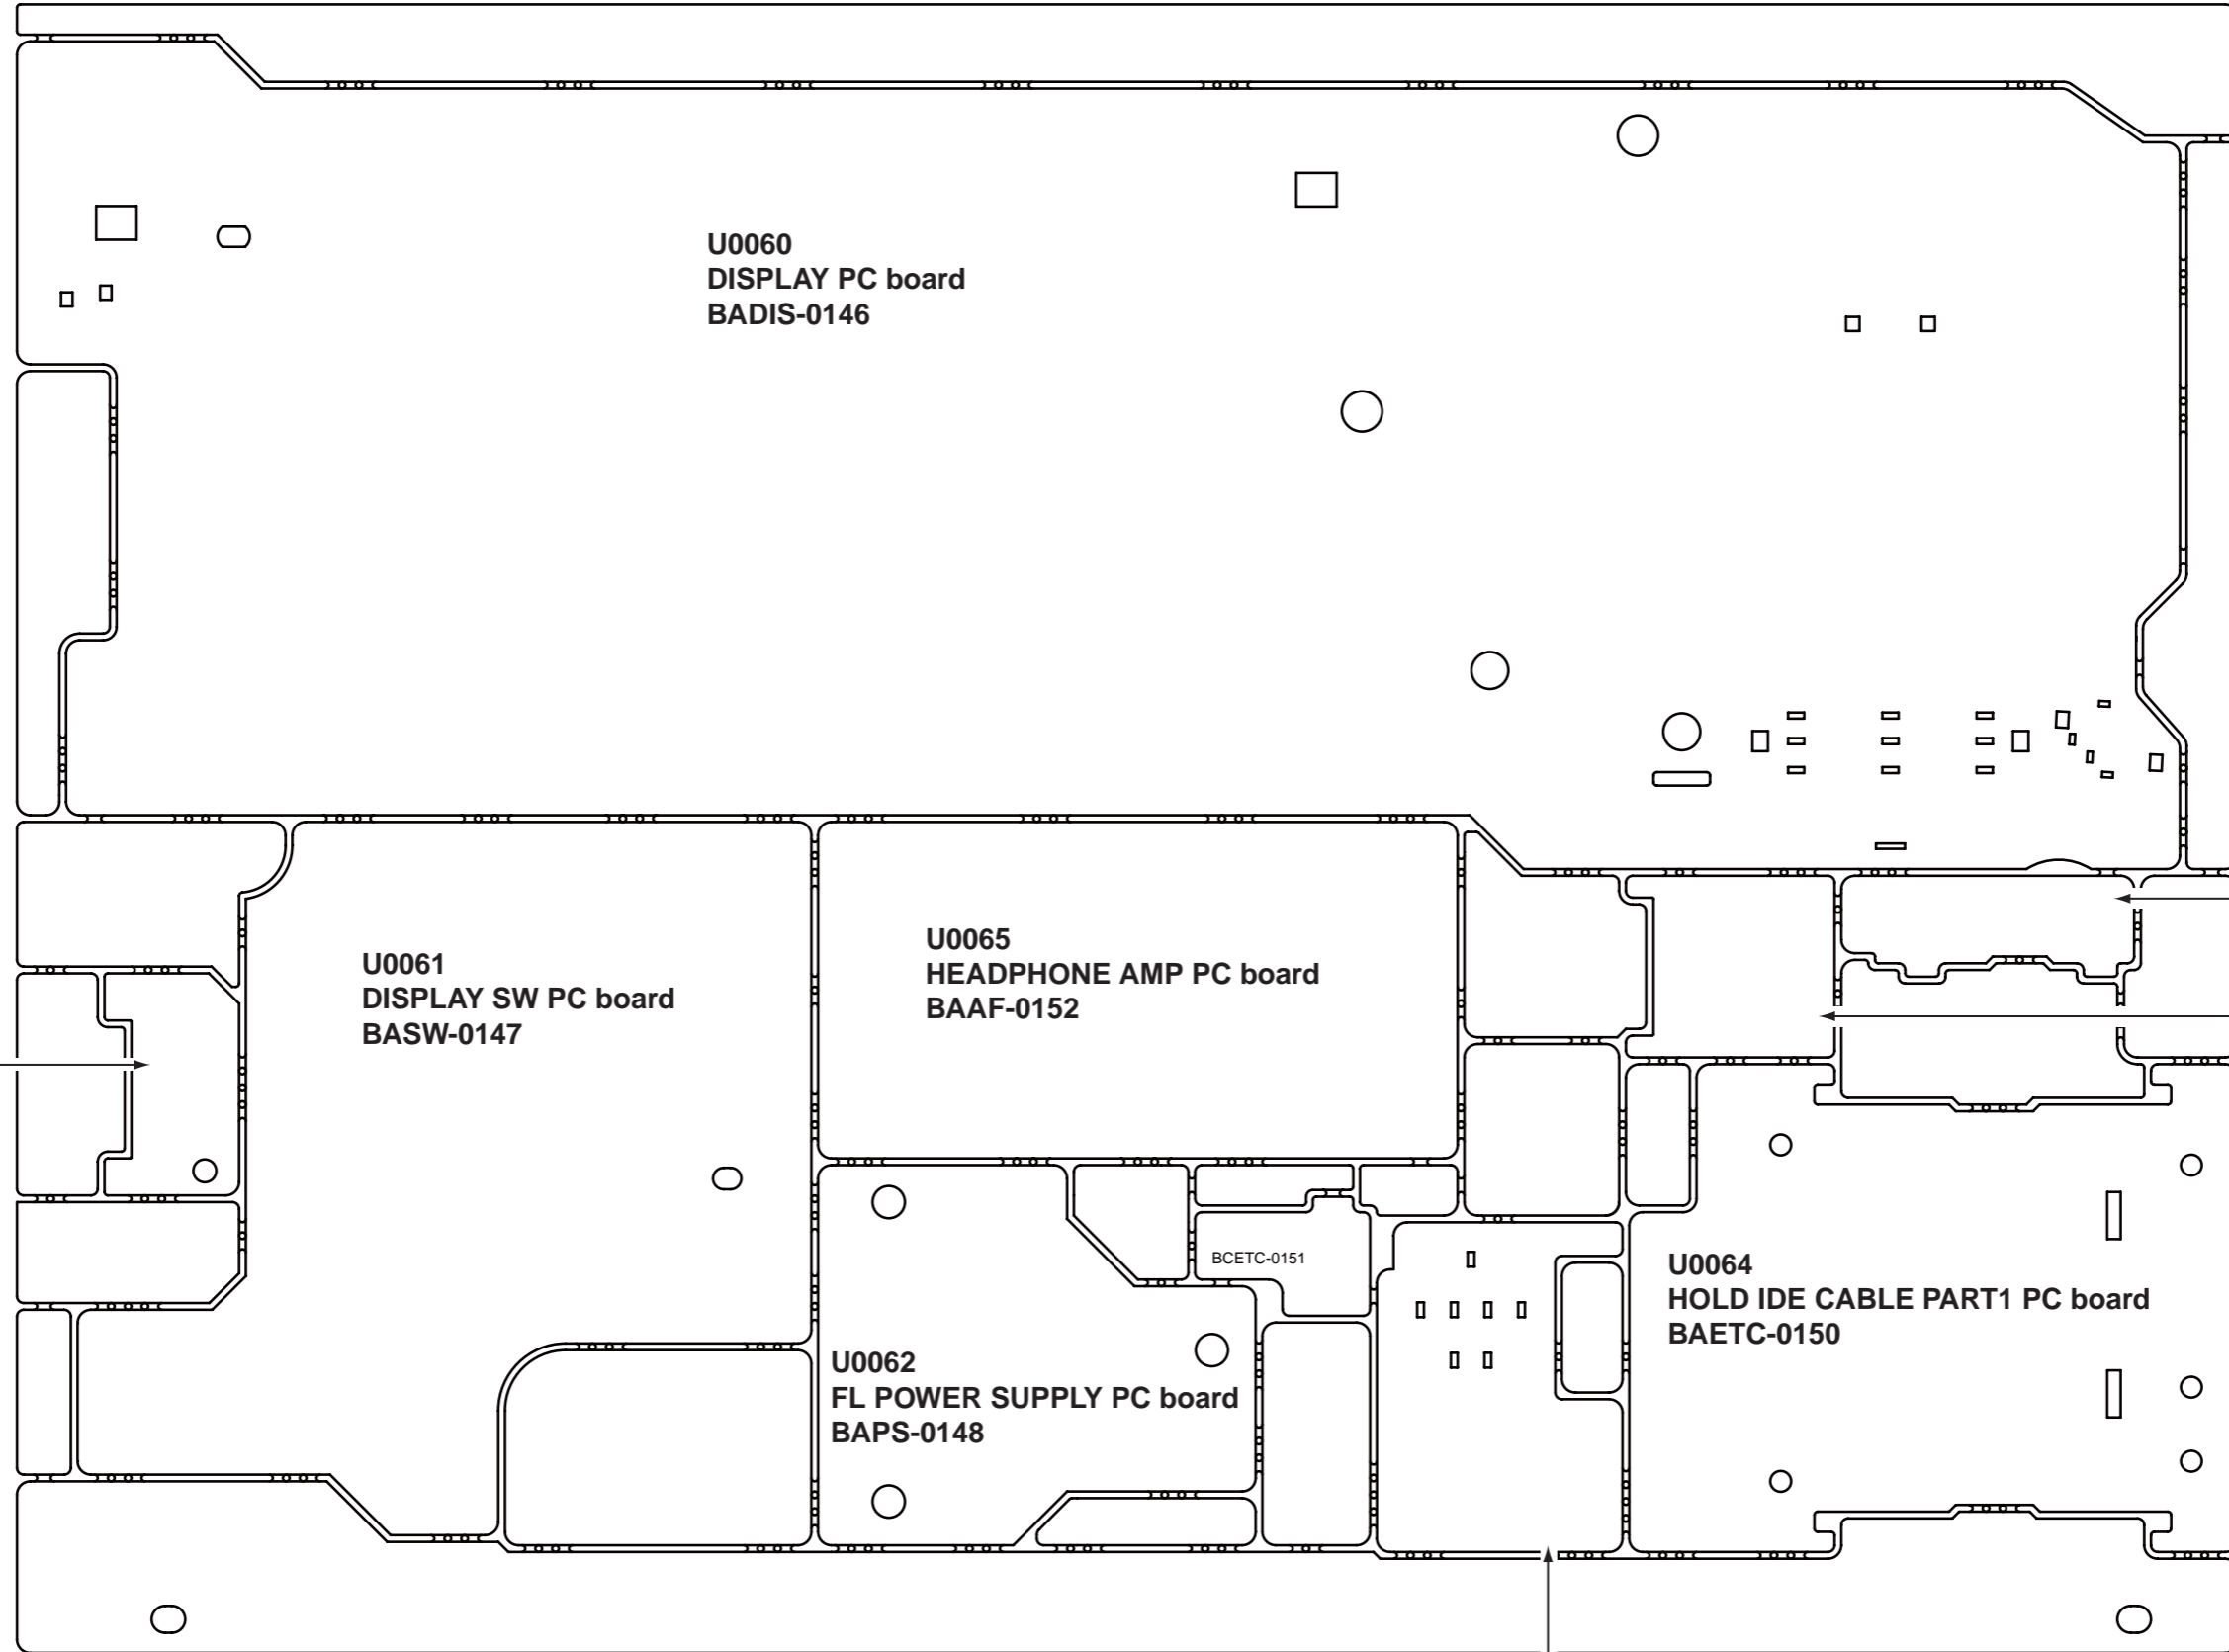 U0060
DISPLAY PC board
BADIS-0146
U0061
DISPLAY SW PC board
BASW-0147
U0065
HEADPHONE AMP PC board
BAAF-0152
BCETC-0151
U0064
HOLD IDE CABLE PART1 PC board
BAETC-0150
U0062
FL POWER SUPPLY PC board
BAPS-0148